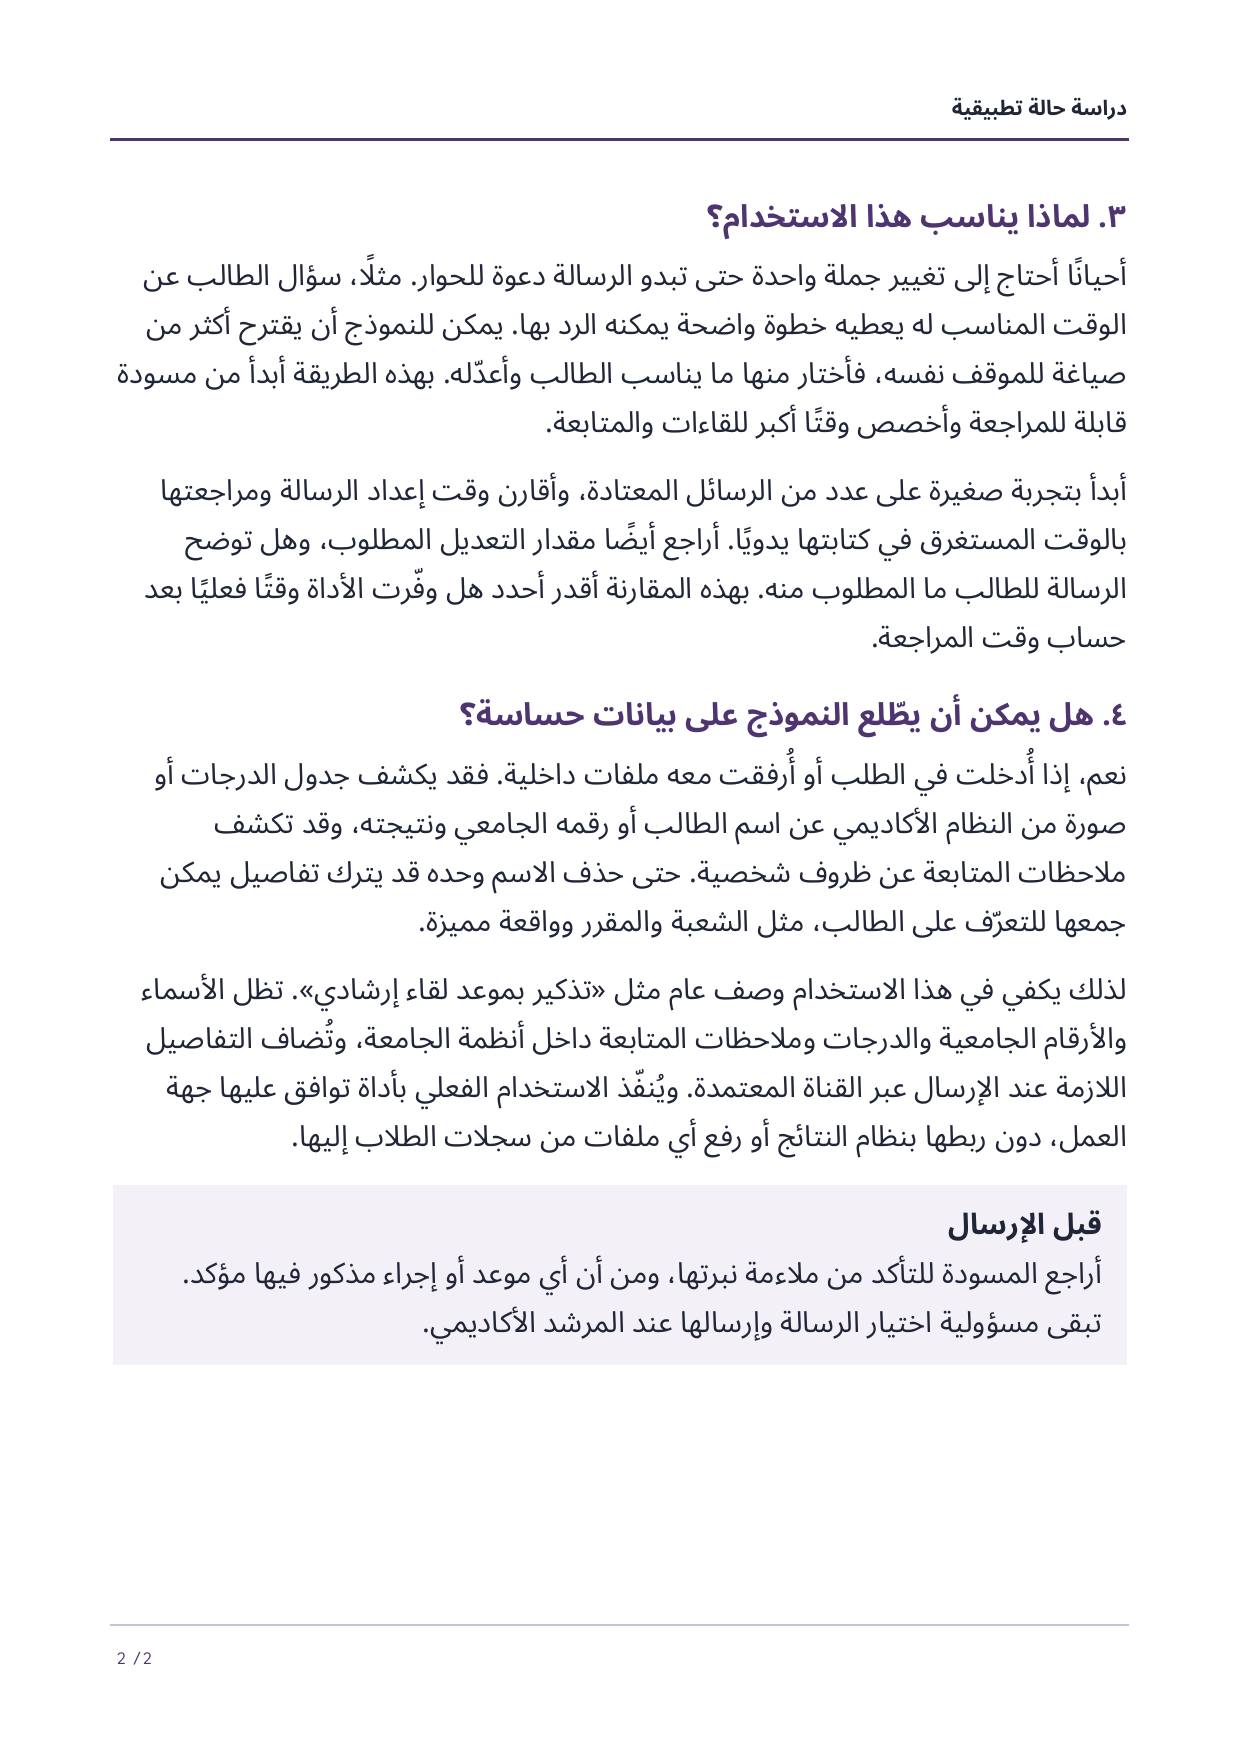 دراسة حالة تطبيقية
٣. لماذا يناسب هذا الاستخدام؟
أحيانًا أحتاج إلى تغيير جملة واحدة حتى تبدو الرسالة دعوة للحوار. مثلًا، سؤال الطالب عن
الوقت المناسب له يعطيه خطوة واضحة يمكنه الرد بها. يمكن للنموذج أن يقترح أكثر من
صياغة للموقف نفسه، فأختار منها ما يناسب الطالب وأعدّله. بهذه الطريقة أبدأ من مسودة
قابلة للمراجعة وأخصص وقتًا أكبر للقاءات والمتابعة.
أبدأ بتجربة صغيرة على عدد من الرسائل المعتادة، وأقارن وقت إعداد الرسالة ومراجعتها
بالوقت المستغرق في كتابتها يدويًا. أراجع أيضًا مقدار التعديل المطلوب، وهل توضح
الرسالة للطالب ما المطلوب منه. بهذه المقارنة أقدر أحدد هل وفّرت الأداة وقتًا فعليًا بعد
حساب وقت المراجعة.
٤. هل يمكن أن يطّلع النموذج على بيانات حساسة؟
نعم، إذا أُدخلت في الطلب أو أُرفقت معه ملفات داخلية. فقد يكشف جدول الدرجات أو
صورة من النظام الأكاديمي عن اسم الطالب أو رقمه الجامعي ونتيجته، وقد تكشف
ملاحظات المتابعة عن ظروف شخصية. حتى حذف الاسم وحده قد يترك تفاصيل يمكن
جمعها للتعرّف على الطالب، مثل الشعبة والمقرر وواقعة مميزة.
لذلك يكفي في هذا الاستخدام وصف عام مثل «تذكير بموعد لقاء إرشادي». تظل الأسماء
والأرقام الجامعية والدرجات وملاحظات المتابعة داخل أنظمة الجامعة، وتُضاف التفاصيل
اللازمة عند الإرسال عبر القناة المعتمدة. ويُنفّذ الاستخدام الفعلي بأداة توافق عليها جهة
العمل، دون ربطها بنظام النتائج أو رفع أي ملفات من سجلات الطلاب إليها.
قبل الإرسال
أراجع المسودة للتأكد من ملاءمة نبرتها، ومن أن أي موعد أو إجراء مذكور فيها مؤكد.
تبقى مسؤولية اختيار الرسالة وإرسالها عند المرشد الأكاديمي.
2 /2